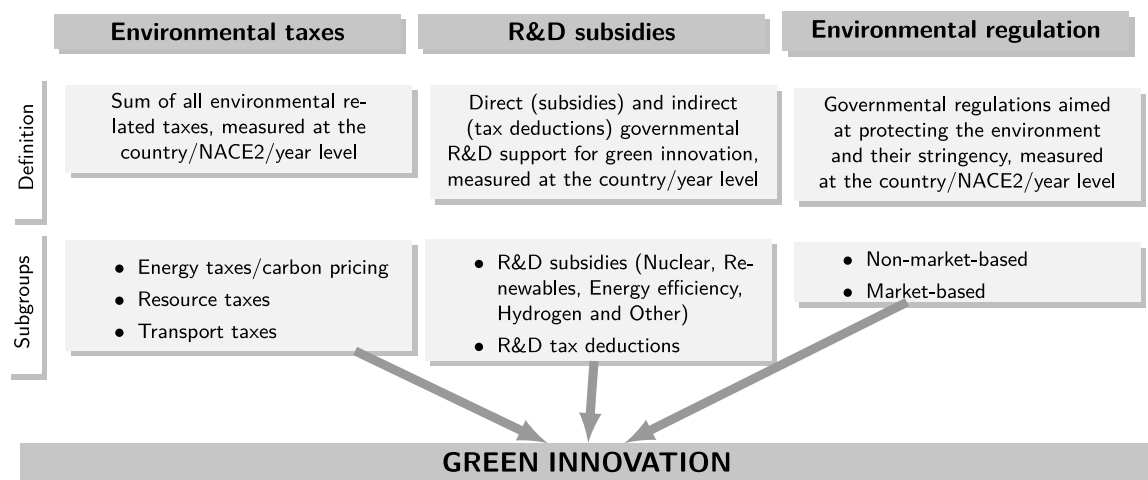 Environmental taxes
R&D subsidies
Environmental regulation
Definition
Sum of all environmental re-
lated taxes, measured at the
country/NACE2/year level
Direct (subsidies) and indirect
(tax deductions) governmental
R&D support for green innovation,
measured at the country/year level
Governmental regulations aimed
at protecting the environment
and their stringency, measured
at the country/NACE2/year level
Subgroups
• Energy taxes/carbon pricing
• Resource taxes
• Transport taxes
• R&D subsidies (Nuclear, Re-
newables, Energy efficiency,
Hydrogen and Other)
• R&D tax deductions
• Non-market-based
• Market-based
GREEN INNOVATION